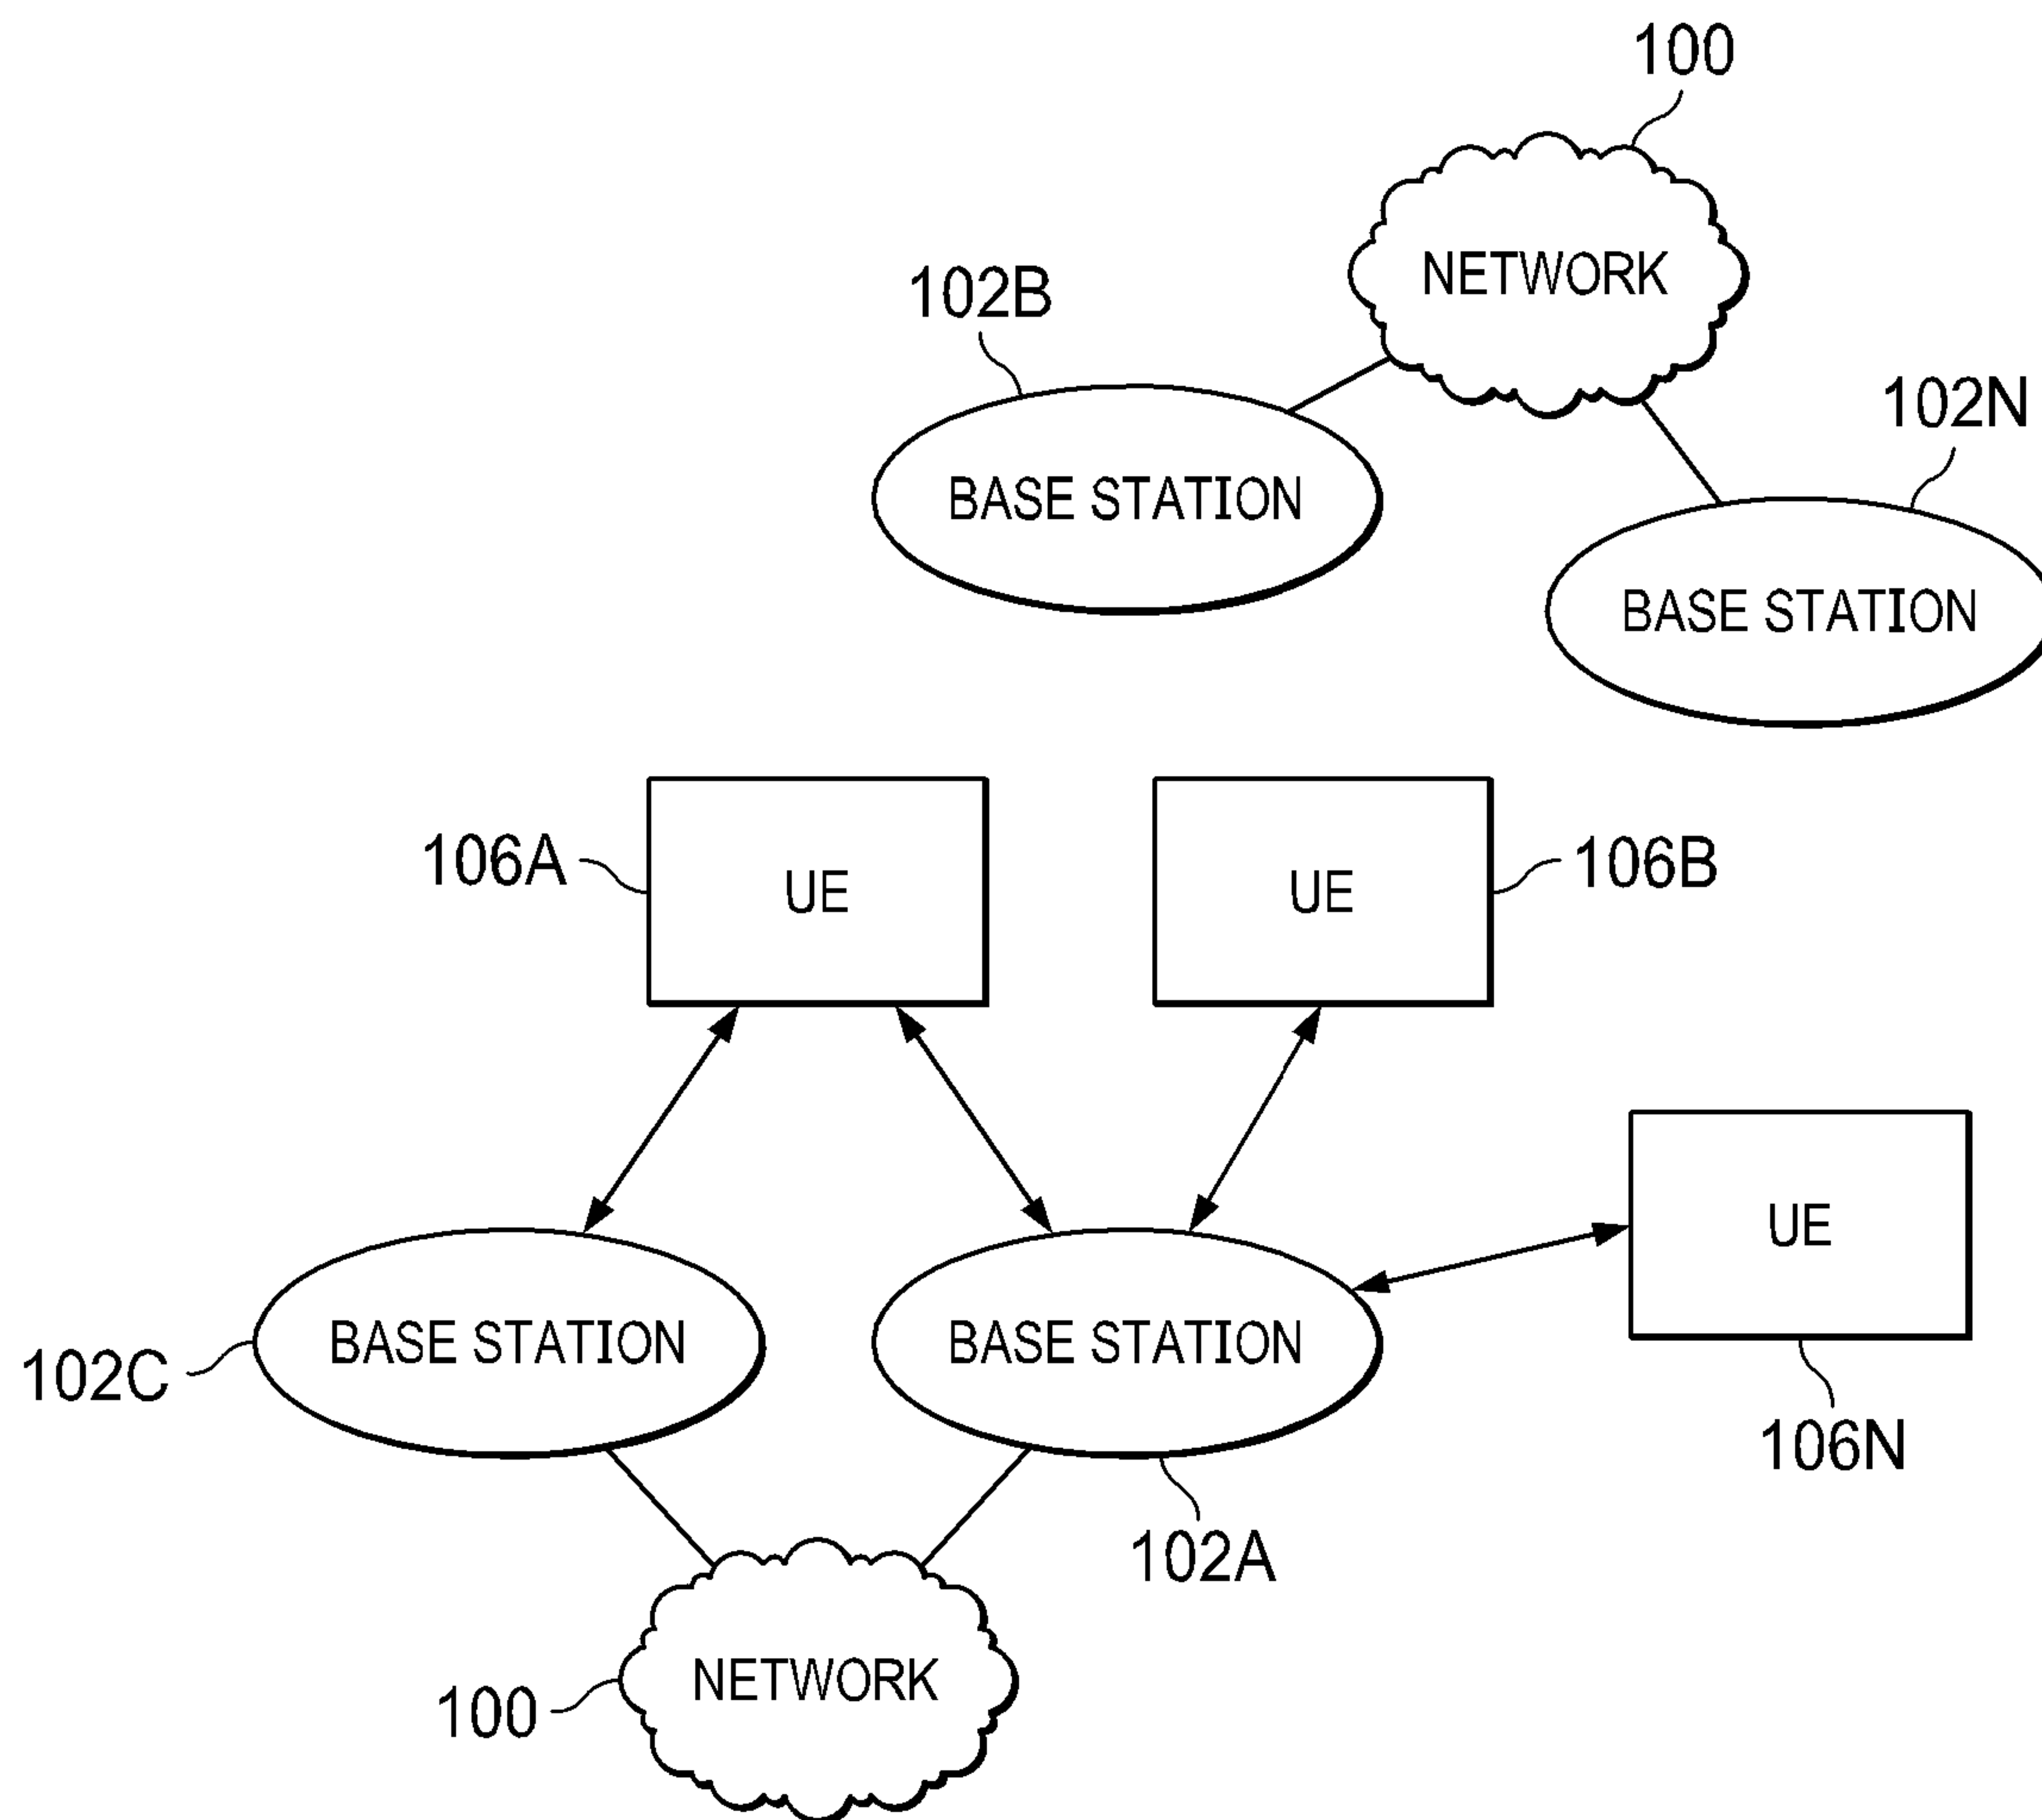 100
NETWORK
102B
102N
BASE STATION
BASE STATION
106A
UE
UE
106B
UE
BASE STATION
BASE STATION
102C
106N
102A
NETWORK
100